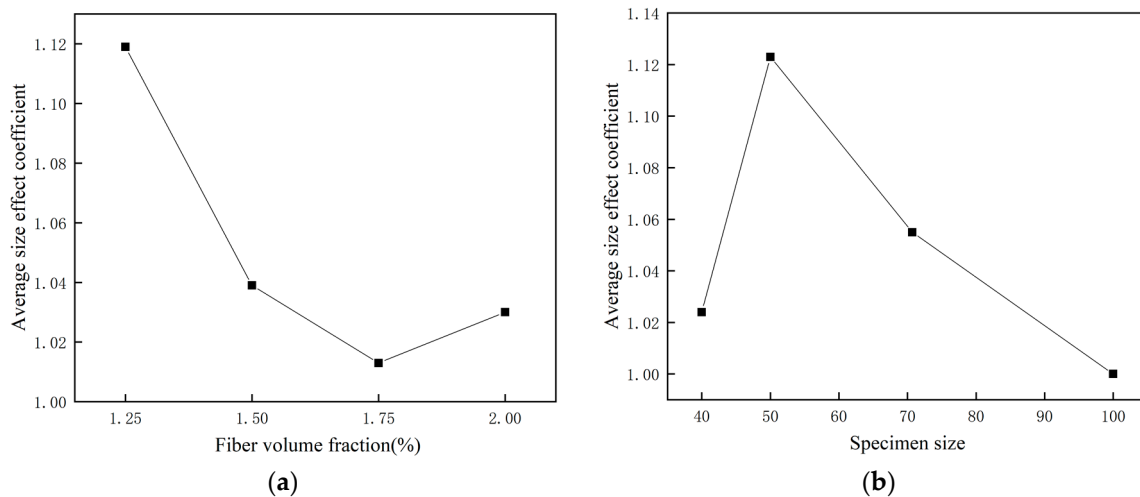 Average size effect coefficient
1.12
1.10
1.08
1.06
1.04
1.02
1.00
1.25 1.50 1.75 2.00
Fiber volume fraction(%)
(a)
Average size effect coefficient
1.14
1.12
1.10
1.08
1.06
1.04
1.02
1.00
40 50 60 70 80 90 100
Specimen size
(b)